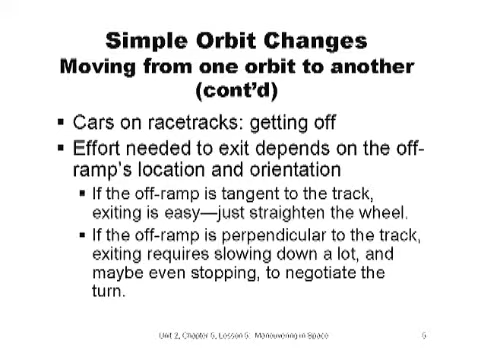 Simple Orbit Changes
Moving from one orbit to another
(cont'd)
▪ Cars on racetracks: getting off
▪ Effort needed to exit depends on the off-
ramp's location and orientation
▪ If the off-ramp is tangent to the track,
exiting is easy—just straighten the wheel.
▪ If the off-ramp is perpendicular to the track,
exiting requires slowing down a lot, and
maybe even stopping, to negotiate the
turn.
Unit 2, Chapter 5, Lesson 5: Maneuvering in Space